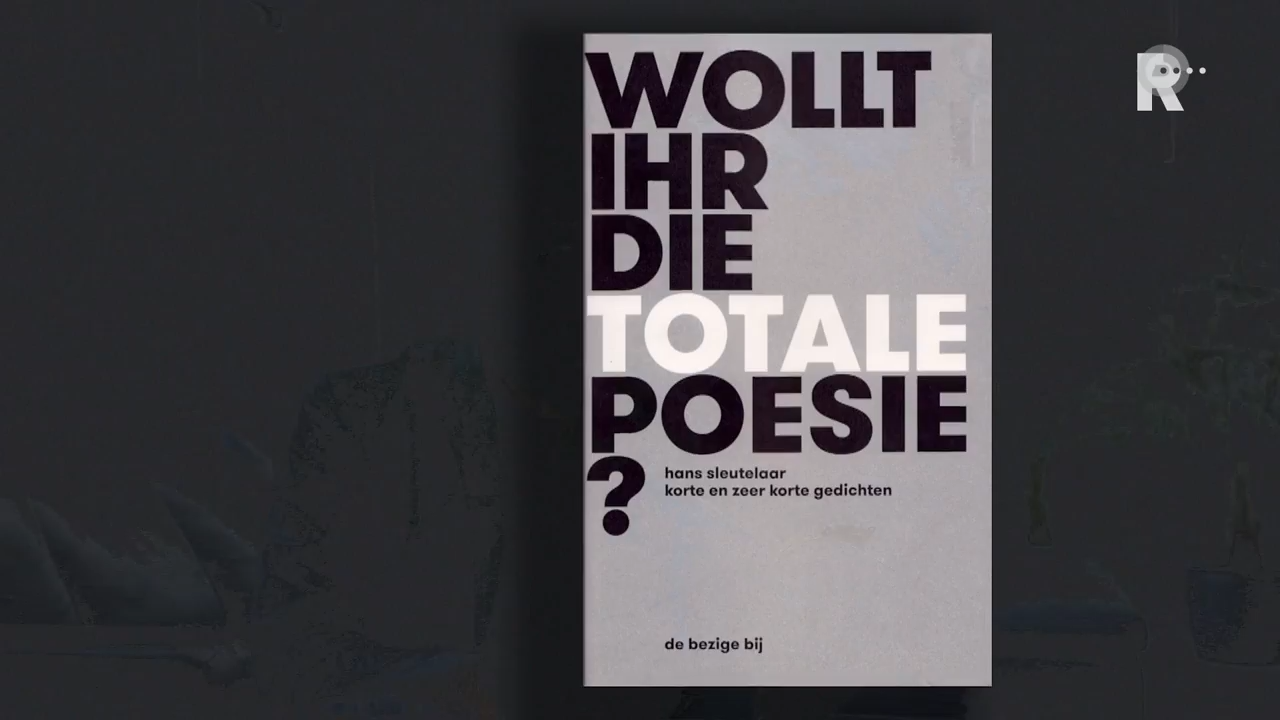 WOLLT
IHR
DIE
TOTALE
POESIE
?
hans sleutelaar
korte en zeer korte gedichten
de bezige bij
R